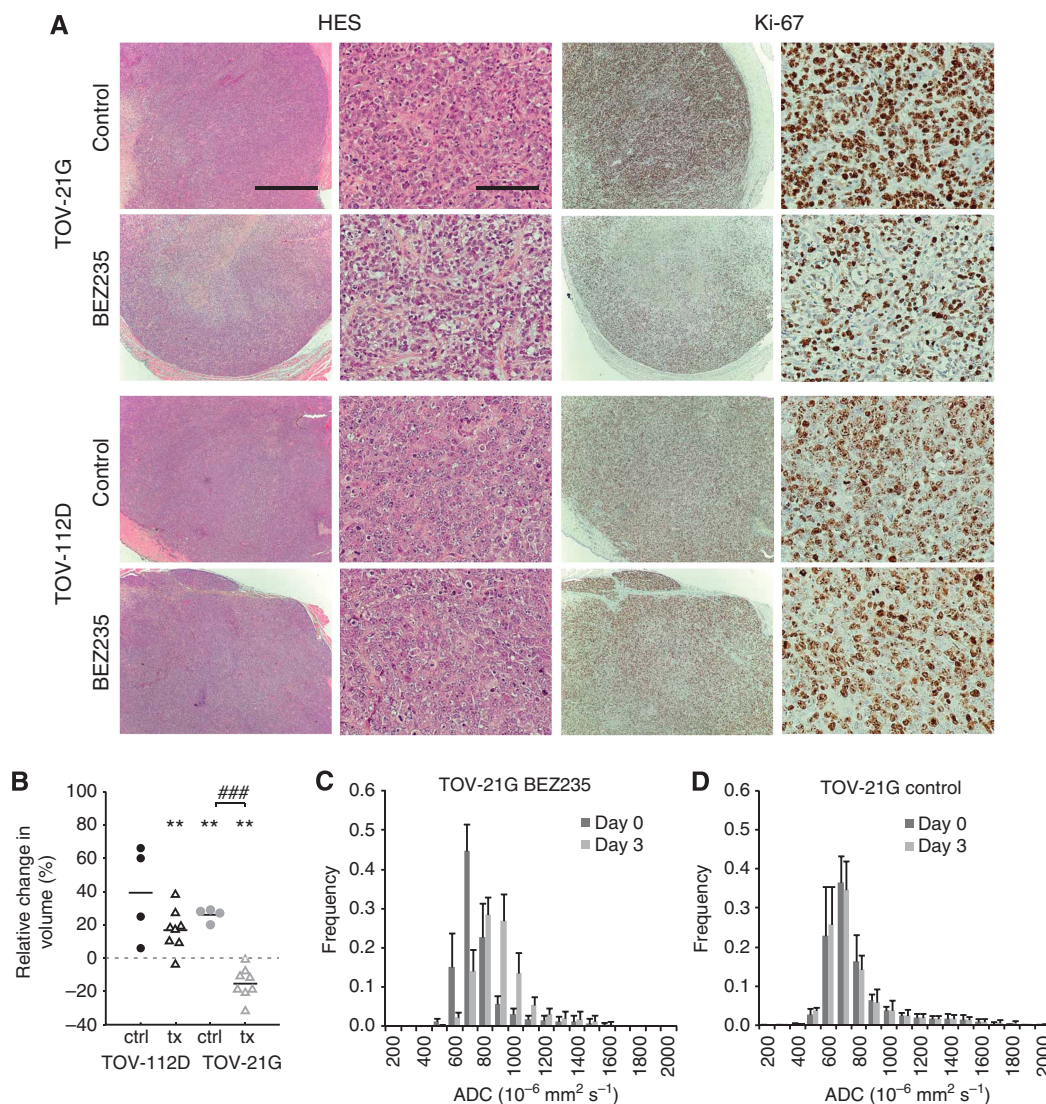 A
HES
Ki-67
TOV-21G
Control
BEZ235
TOV-112D
Control
BEZ235
B
Relative change in
volume (%)
100
80
60
40
20
0
–20
–40
** ** **
###
ctrl tx ctrl tx
TOV-112D TOV-21G
C
TOV-21G BEZ235
Day 0
Day 3
Frequency
0.6
0.5
0.4
0.3
0.2
0.1
0.0
200 400 600 800 1000 1200 1400 1600 1800 2000
ADC (10⁻⁶ mm² s⁻¹)
D
TOV-21G control
Day 0
Day 3
Frequency
0.6
0.5
0.4
0.3
0.2
0.1
0.0
200 400 600 800 1000 1200 1400 1600 1800 2000
ADC (10⁻⁶ mm² s⁻¹)